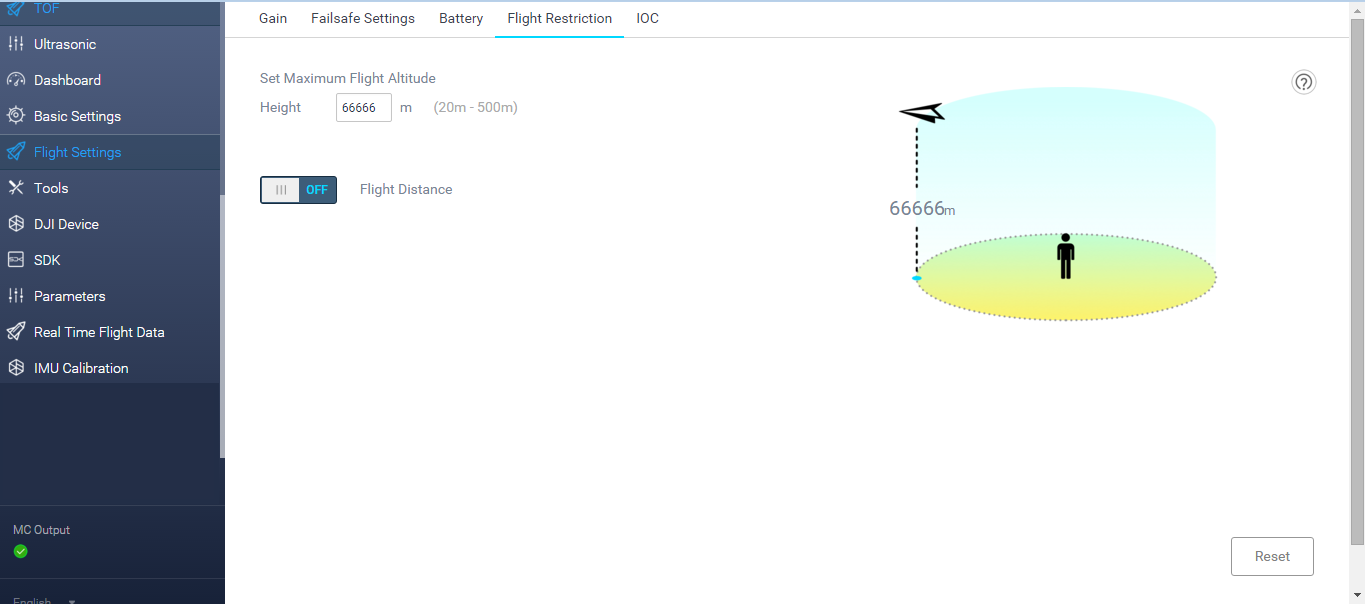 TOF
Ultrasonic
Dashboard
Basic Settings
Flight Settings
Tools
DJI Device
SDK
Parameters
Real Time Flight Data
IMU Calibration
MC Output
English
Gain Failsafe Settings Battery Flight Restriction IOC
Set Maximum Flight Altitude
Height 66666 m (20m - 500m)
OFF Flight Distance
66666m
Reset